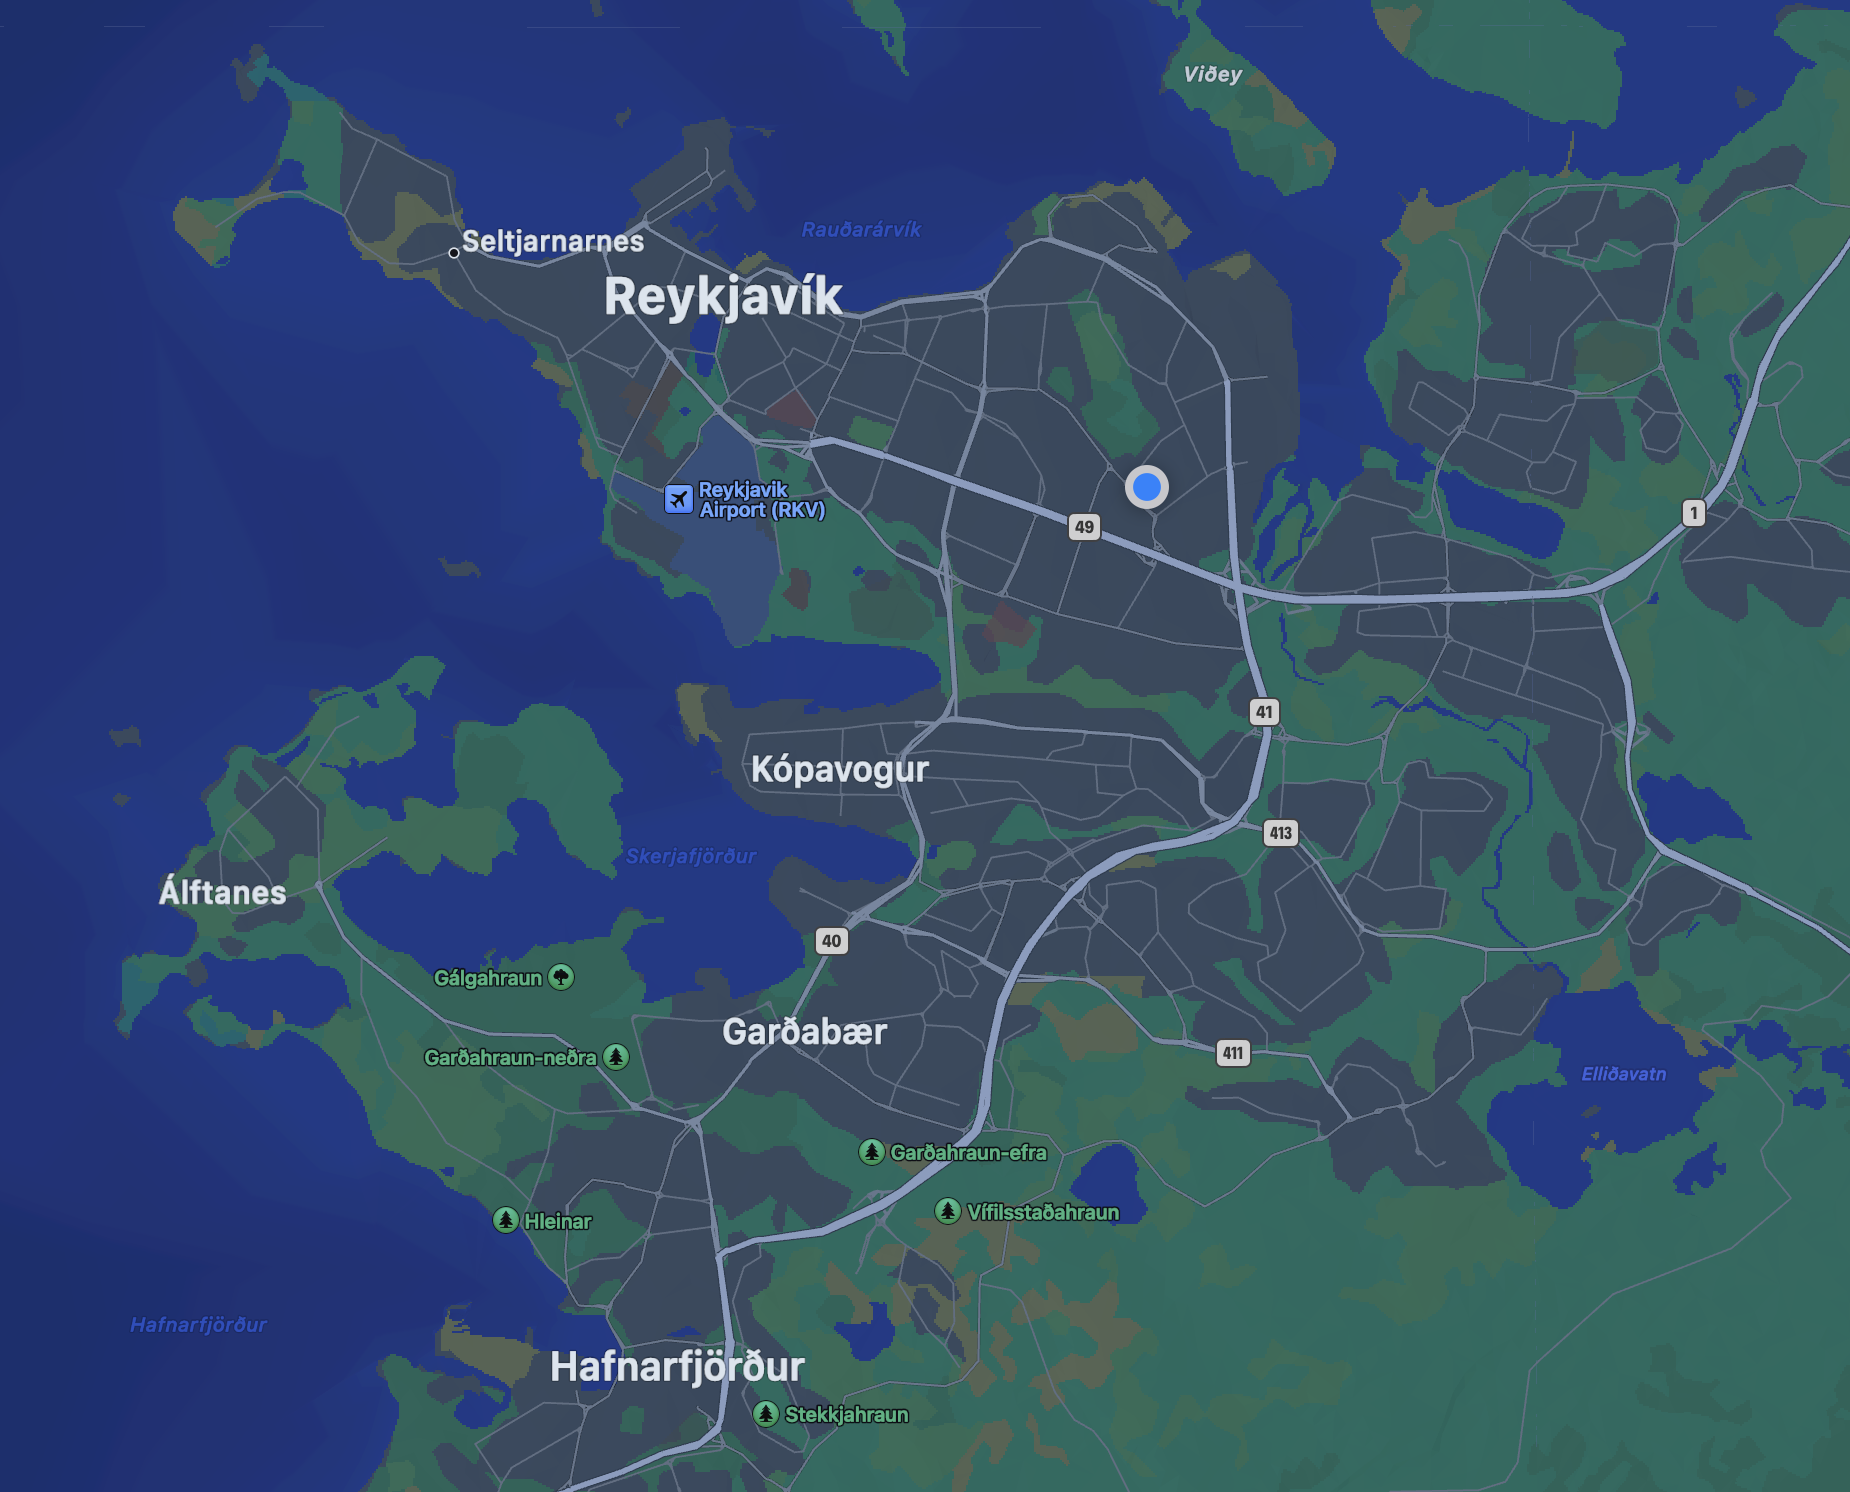 Viðey
Rauðarárvík
Seltjarnarnes
Reykjavík
Reykjavik
Airport (RKV)
49
1
41
Kópavogur
413
Skerjafjörður
Álftanes
40
Gálgahraun
Garðabær
Garðahraun-neðra
411
Elliðavatn
Garðahraun-efra
Vífilsstaðahraun
Hleinar
Hafnarfjörður
Hafnarfjörður
Stekkjahraun